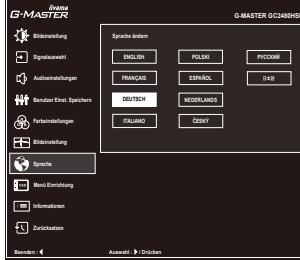 iiyama
G-MASTER
G-MASTER GC2480HS
Bildeinstellung
Signalauswahl
Audioeinstellungen
Benutzer Einst. Speichern
Farbeinstellungen
Bildeinstellung
Sprache
Menü Einrichtung
Informationen
Zurücksetzen
Sprache ändern
ENGLISH
POLSKI
РУССКИЙ
FRANÇAIS
ESPAÑOL
日本語
DEUTSCH
NEDERLANDS
ITALIANO
ČESKÝ
Beenden :
Auswahl : / Drücken